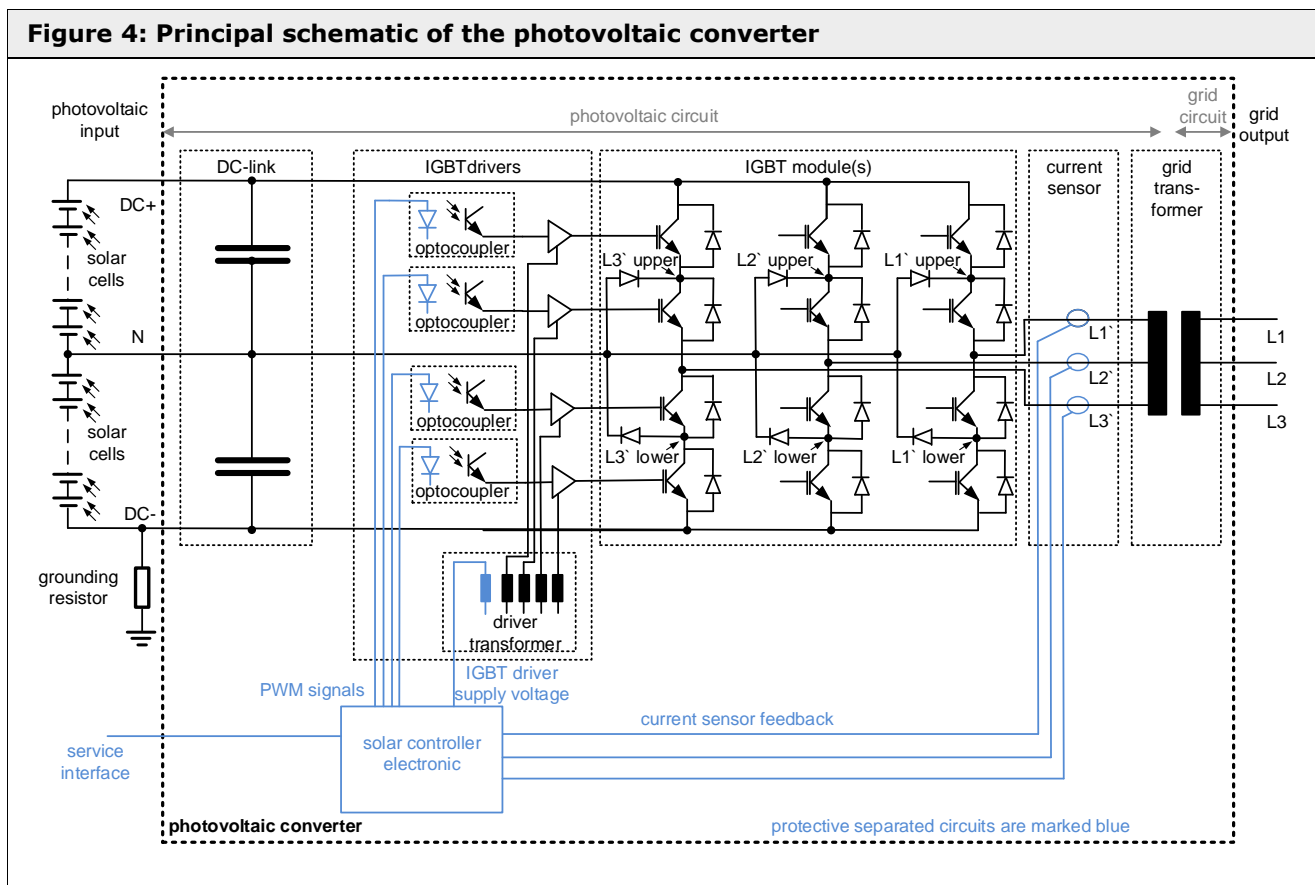 Figure 4: Principal schematic of the photovoltaic converter
photovoltaic
input
photovoltaic circuit
grid
circuit
grid
output
DC-link
IGBTdrivers
IGBT module(s)
current
sensor
grid
trans-
former
DC+
solar
cells
N
solar
cells
DC-
grounding
resistor
optocoupler
optocoupler
optocoupler
optocoupler
L3` upper
L2` upper
L1` upper
L3` lower
L2` lower
L1` lower
L1`
L2`
L3`
L1
L2
L3
driver
transformer
PWM signals
IGBT driver
supply voltage
current sensor feedback
service
interface
solar controller
electronic
photovoltaic converter
protective separated circuits are marked blue